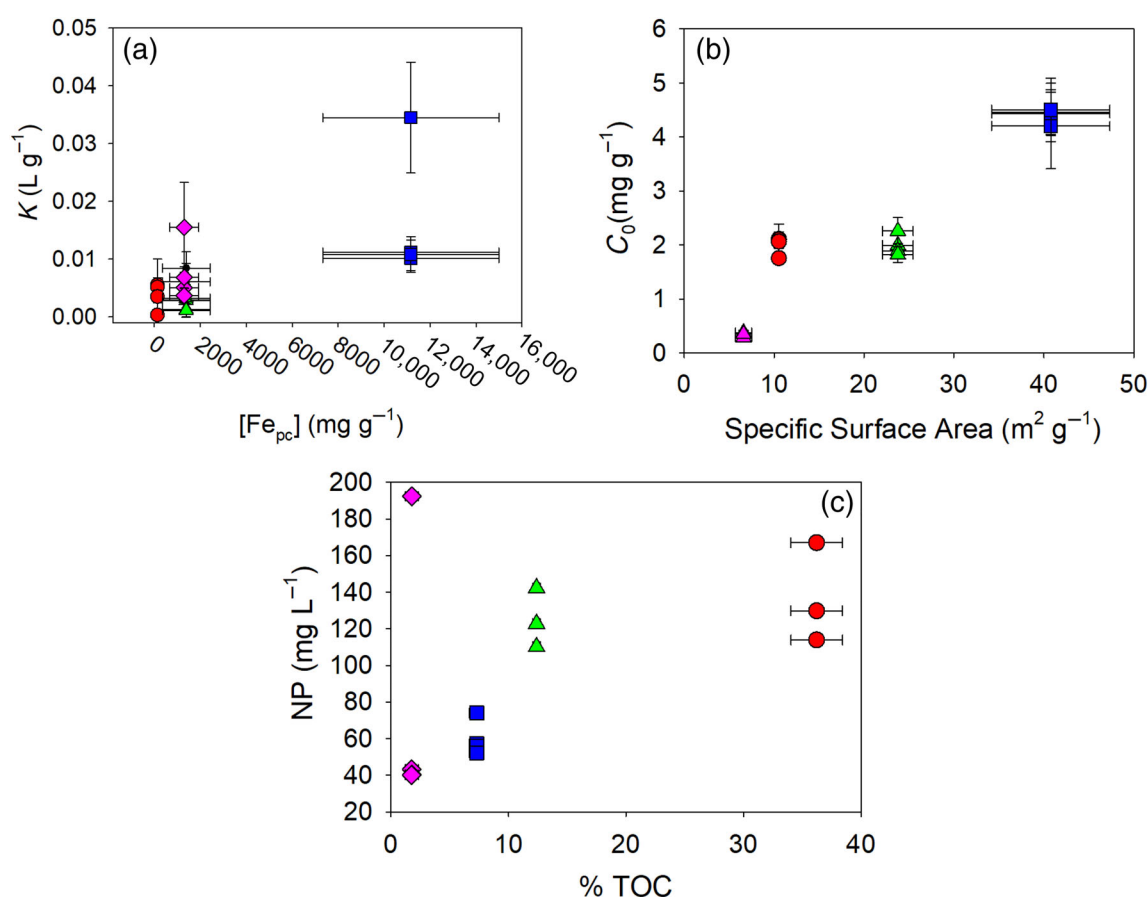 (a)
K (L g⁻¹)
0.05
0.04
0.03
0.02
0.01
0.00
0
2000
4000
6000
8000
10,000
12,000
14,000
16,000
[Fe_pc] (mg g⁻¹)
(b)
C₀(mg g⁻¹)
6
5
4
3
2
1
0
0 10 20 30 40 50
Specific Surface Area (m² g⁻¹)
(c)
NP (mg L⁻¹)
200
180
160
140
120
100
80
60
40
20
0 10 20 30 40
% TOC